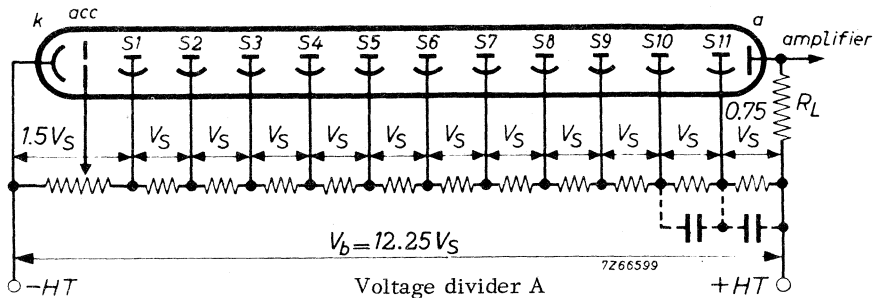 k acc a
S1 S2 S3 S4 S5 S6 S7 S8 S9 S10 S11
amplifier
0.75 R_L
1.5V_S V_S V_S V_S V_S V_S V_S V_S V_S V_S V_S V_S
V_b=12.25V_S
7Z66599
-HT Voltage divider A +HT